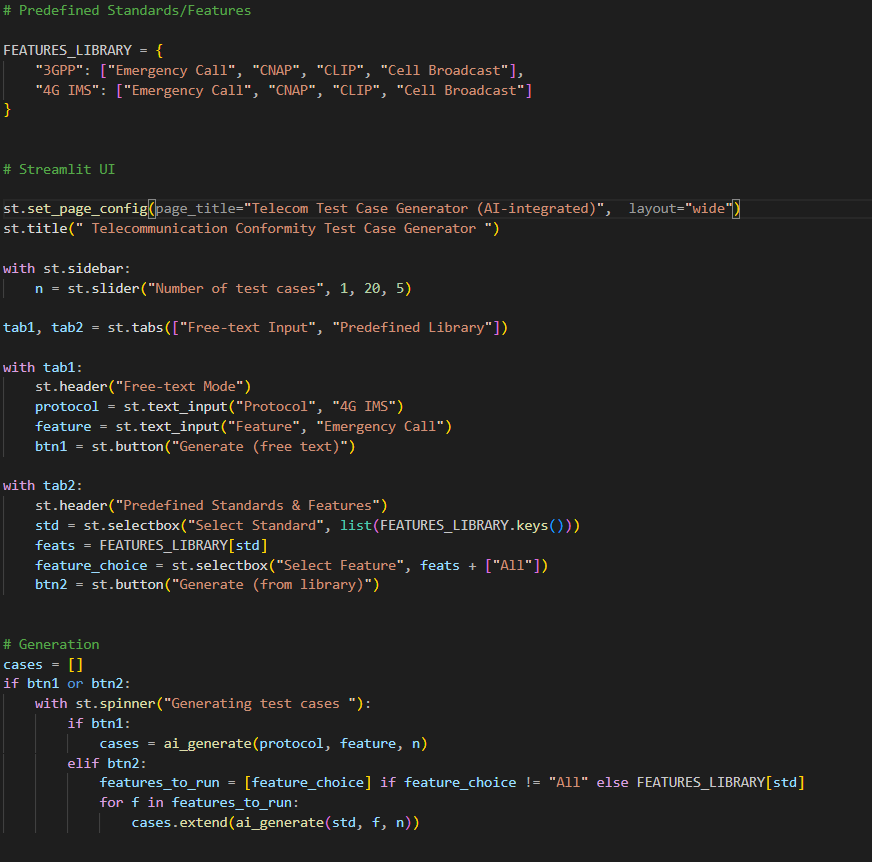 # Predefined Standards/Features
FEATURES_LIBRARY = {
    "3GPP": ["Emergency Call", "CNAP", "CLIP", "Cell Broadcast"],
    "4G IMS": ["Emergency Call", "CNAP", "CLIP", "Cell Broadcast"]
}
# Streamlit UI
st.set_page_config(page_title="Telecom Test Case Generator (AI-integrated)",  layout="wide")
st.title(" Telecommunication Conformity Test Case Generator ")
with st.sidebar:
    n = st.slider("Number of test cases", 1, 20, 5)
tab1, tab2 = st.tabs(["Free-text Input", "Predefined Library"])
with tab1:
    st.header("Free-text Mode")
    protocol = st.text_input("Protocol", "4G IMS")
    feature = st.text_input("Feature", "Emergency Call")
    btn1 = st.button("Generate (free text)")
with tab2:
    st.header("Predefined Standards & Features")
    std = st.selectbox("Select Standard", list(FEATURES_LIBRARY.keys()))
    feats = FEATURES_LIBRARY[std]
    feature_choice = st.selectbox("Select Feature", feats + ["All"])
    btn2 = st.button("Generate (from library)")
# Generation
cases = []
if btn1 or btn2:
    with st.spinner("Generating test cases "):
        if btn1:
            cases = ai_generate(protocol, feature, n)
        elif btn2:
            features_to_run = [feature_choice] if feature_choice != "All" else FEATURES_LIBRARY[std]
            for f in features_to_run:
                cases.extend(ai_generate(std, f, n))